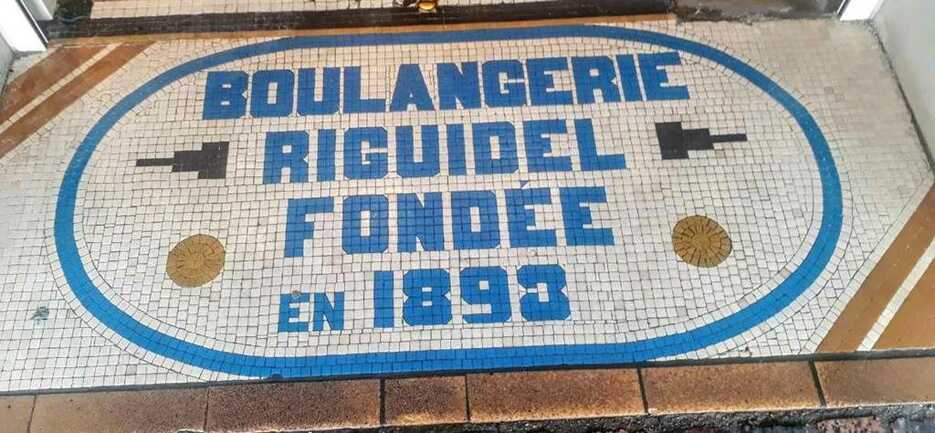 BOULANGERIE
RIGUIDEL
FONDÉE
EN 1893